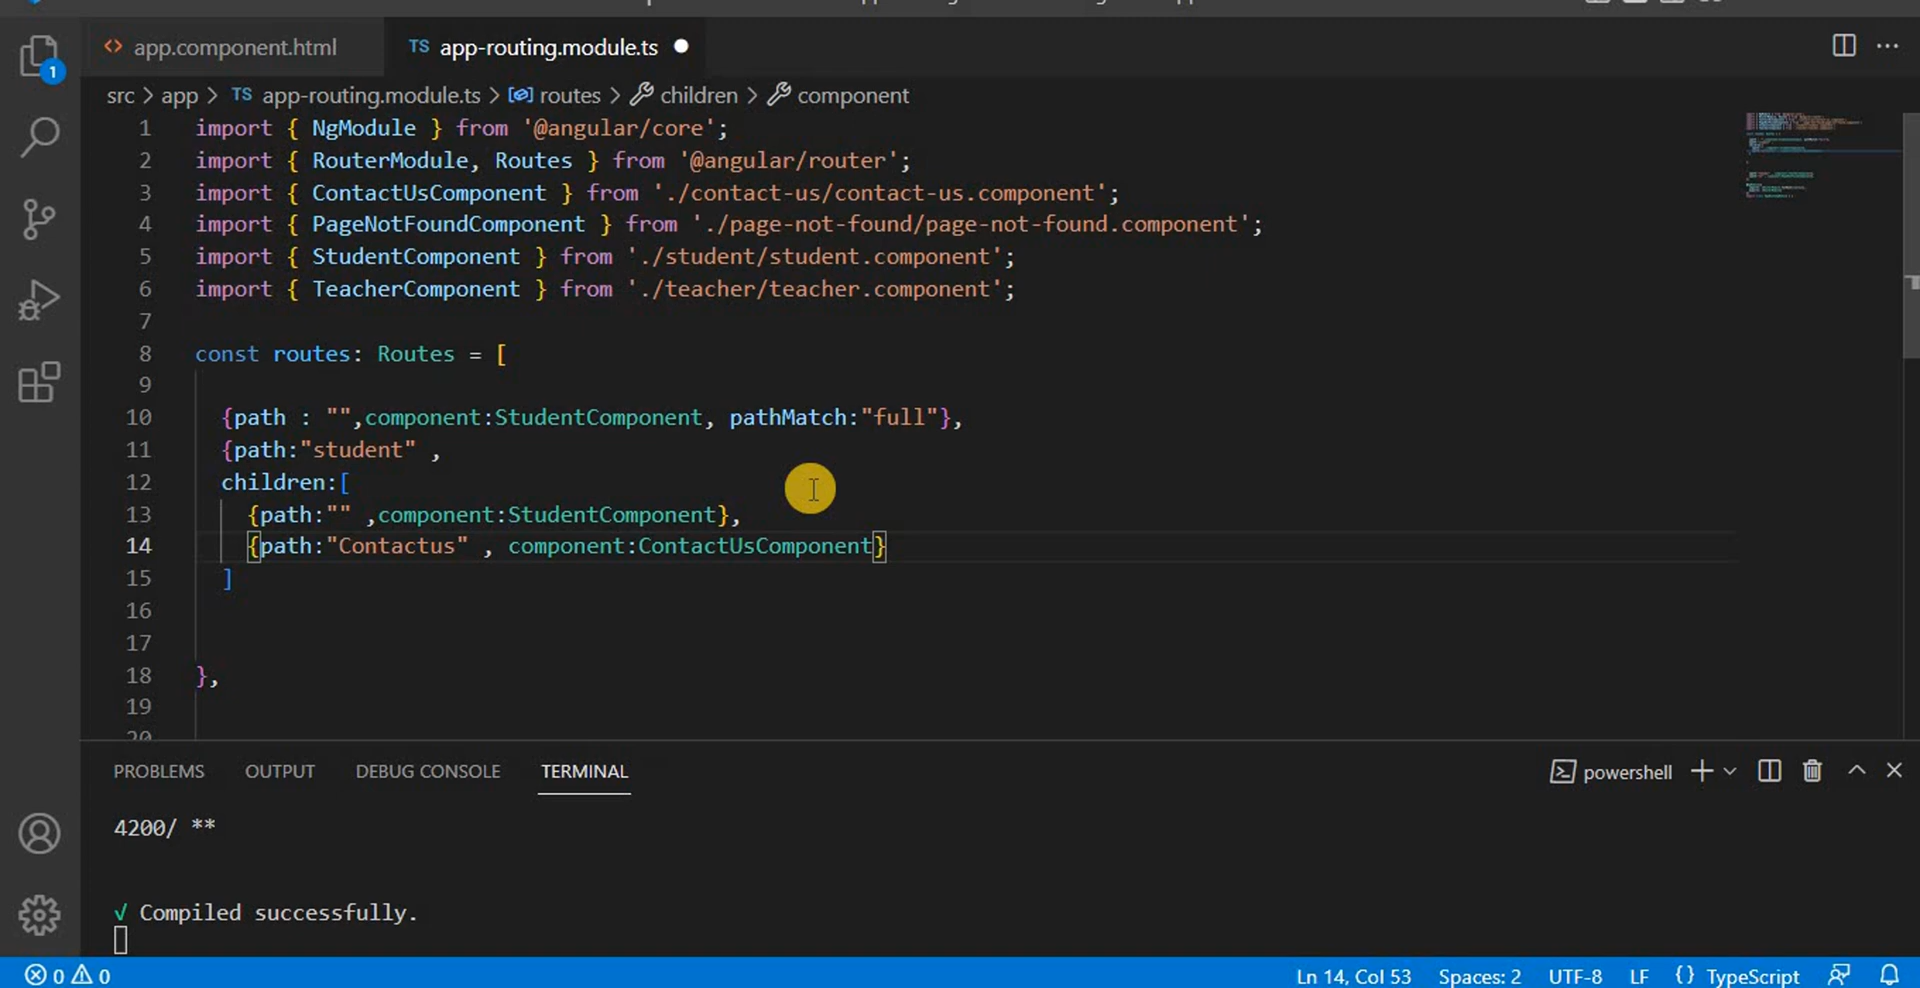 app.component.html
TS app-routing.module.ts
1
src > app > TS app-routing.module.ts > routes > children > component
1 import { NgModule } from '@angular/core';
2 import { RouterModule, Routes } from '@angular/router';
3 import { ContactUsComponent } from './contact-us/contact-us.component';
4 import { PageNotFoundComponent } from './page-not-found/page-not-found.component';
5 import { StudentComponent } from './student/student.component';
6 import { TeacherComponent } from './teacher/teacher.component';
7
8 const routes: Routes = [
9
10 {path : "",component:StudentComponent, pathMatch:"full"},
11 {path:"student" ,
12 children:[
13 {path:"" ,component:StudentComponent},
14 {path:"Contactus" , component:ContactUsComponent}
15 ]
16
17
18 },
19
20
PROBLEMS OUTPUT DEBUG CONSOLE TERMINAL powershell
4200/ **
√ Compiled successfully.
0 0 Ln 14, Col 53 Spaces: 2 UTF-8 LF {} TypeScript